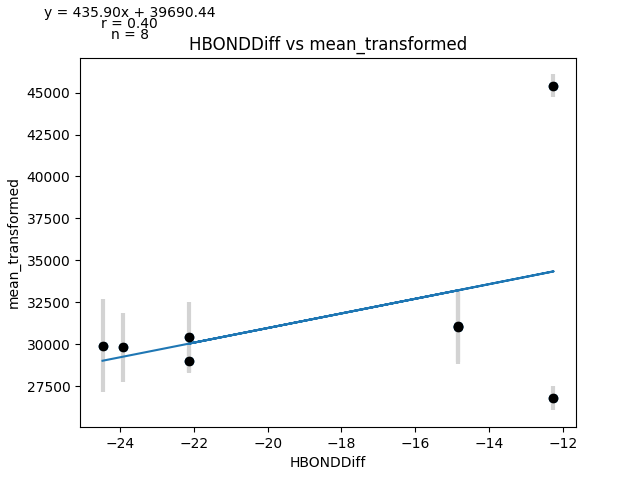 y = 435.90x + 39690.44
r = 0.40
n = 8
HBONDDiff vs mean_transformed
45000
42500
40000
37500
35000
32500
30000
27500
mean_transformed
−24
−22
−20
−18
−16
−14
−12
HBONDDiff